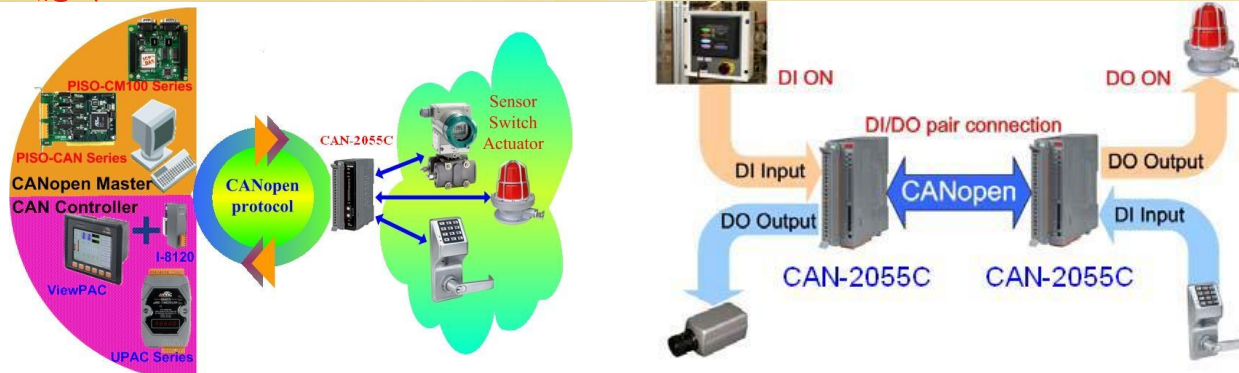 PISO-CM100 Series
PISO-CAN Series
CANopen Master
CAN Controller
I-8120
ViewPAC
UPAC Series
CANopen
protocol
CAN-2055C
Sensor
Switch
Actuator
DI ON
DO ON
DI/DO pair connection
DI Input
DO Output
CANopen
DO Output
DI Input
CAN-2055C
CAN-2055C